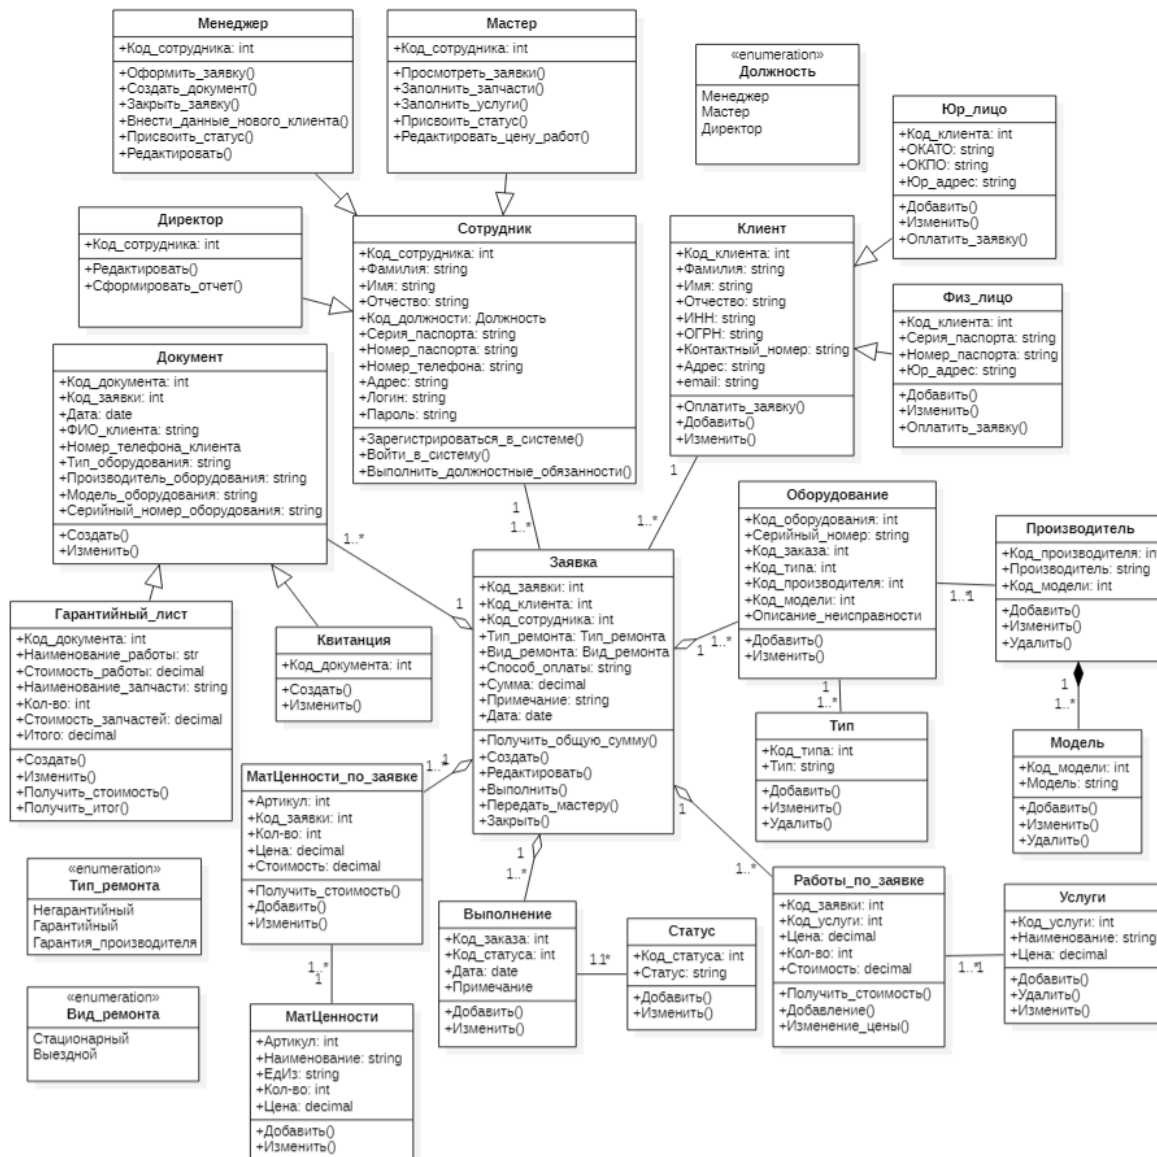 Менеджер
+Код_сотрудника: int
+Оформить_заявку()
+Создать_документ()
+Закрыть_заявку()
+Внести_данные_нового_клиента()
+Присвоить_статус()
+Редактировать()
Мастер
+Код_сотрудника: int
+Просмотреть_заявки()
+Заполнить_запчасти()
+Заполнить_услуги()
+Присвоить_статус()
+Редактировать_цену_работ()
«enumeration»
Должность
Менеджер
Мастер
Директор
Юр_лицо
+Код_клиента: int
+ОКАТО: string
+ОКПО: string
+Юр_адрес: string
+Добавить()
+Изменить()
+Оплатить_заявку()
Директор
+Код_сотрудника: int
+Редактировать()
+Сформировать_отчет()
Сотрудник
+Код_сотрудника: int
+Фамилия: string
+Имя: string
+Отчество: string
+Код_должности: Должность
+Серия_паспорта: string
+Номер_паспорта: string
+Номер_телефона: string
+Адрес: string
+Логин: string
+Пароль: string
+Зарегистрироваться_в_системе()
+Войти_в_систему()
+Выполнить_должностные_обязанности()
1
1..*
Клиент
+Код_клиента: int
+Фамилия: string
+Имя: string
+Отчество: string
+ИНН: string
+ОГРН: string
+Контактный_номер: string
+Адрес: string
+email: string
+Оплатить_заявку()
+Добавить()
+Изменить()
1
1..*
Физ_лицо
+Код_клиента: int
+Серия_паспорта: string
+Номер_паспорта: string
+Юр_адрес: string
+Добавить()
+Изменить()
+Оплатить_заявку()
Документ
+Код_документа: int
+Код_заявки: int
+Дата: date
+ФИО_клиента: string
+Номер_телефона_клиента
+Тип_оборудования: string
+Производитель_оборудования: string
+Модель_оборудования: string
+Серийный_номер_оборудования: string
+Создать()
+Изменить()
1..*
1
Оборудование
+Код_оборудования: int
+Серийный_номер: string
+Код_заказа: int
+Код_типа: int
+Код_производителя: int
+Код_модели: int
+Описание_неисправности
+Добавить()
+Изменить()
1
1..*
1..*
1
Производитель
+Код_производителя: int
+Производитель: string
+Код_модели: int
+Добавить()
+Изменить()
+Удалить()
1
1..*
Заявка
+Код_заявки: int
+Код_клиента: int
+Код_сотрудника: int
+Тип_ремонта: Тип_ремонта
+Вид_ремонта: Вид_ремонта
+Способ_оплаты: string
+Сумма: decimal
+Примечание: string
+Дата: date
+Получить_общую_сумму()
+Создать()
+Редактировать()
+Выполнить()
+Передать_мастеру()
+Закрыть()
Гарантийный_лист
+Код_документа: int
+Наименование_работы: str
+Стоимость_работы: decimal
+Наименование_запчасти: string
+Кол-во: int
+Стоимость_запчастей: decimal
+Итого: decimal
+Создать()
+Изменить()
+Получить_стоимость()
+Получить_итог()
Квитанция
+Код_документа: int
+Создать()
+Изменить()
1
1..*
Тип
+Код_типа: int
+Тип: string
+Добавить()
+Изменить()
+Удалить()
Модель
+Код_модели: int
+Модель: string
+Добавить()
+Изменить()
+Удалить()
МатЦенности_по_заявке
+Артикул: int
+Код_заявки: int
+Кол-во: int
+Цена: decimal
+Стоимость: decimal
+Получить_стоимость()
+Добавить()
+Изменить()
1..*
1
1
1..*
1
1..*
«enumeration»
Тип_ремонта
Негарантийный
Гарантийный
Гарантия_производителя
Выполнение
+Код_заказа: int
+Код_статуса: int
+Дата: date
+Примечание
+Добавить()
+Изменить()
1
1..*
Статус
+Код_статуса: int
+Статус: string
+Добавить()
+Изменить()
Работы_по_заявке
+Код_заявки: int
+Код_услуги: int
+Цена: decimal
+Кол-во: int
+Стоимость: decimal
+Получить_стоимость()
+Добавление()
+Изменение_цены()
1..*
1
Услуги
+Код_услуги: int
+Наименование: string
+Цена: decimal
+Добавить()
+Удалить()
+Изменить()
1..*
1
«enumeration»
Вид_ремонта
Стационарный
Выездной
МатЦенности
+Артикул: int
+Наименование: string
+ЕдИз: string
+Кол-во: int
+Цена: decimal
+Добавить()
+Изменить()